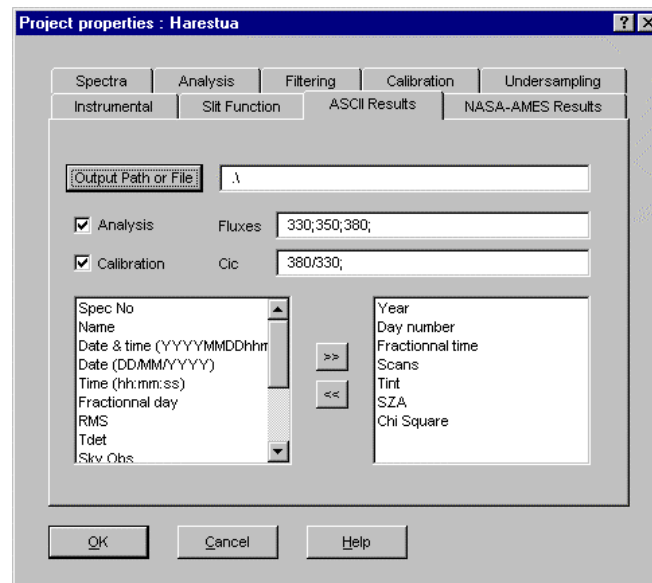 Project properties : Harestua
? X
Spectra Analysis Filtering Calibration Undersampling
Instrumental Slit Function ASCII Results NASA-AMES Results
Output Path or File .\
Analysis Fluxes 330;350;380;
Calibration Cic 380/330;
Spec No
Name
Date & time (YYYYMMDDhhm
Date (DD/MM/YYYY)
Time (hh:mm:ss)
Fractionnal day
RMS
Tdet
Sky Obs
>>
<<
Year
Day number
Fractionnal time
Scans
Tint
SZA
Chi Square
OK Cancel Help